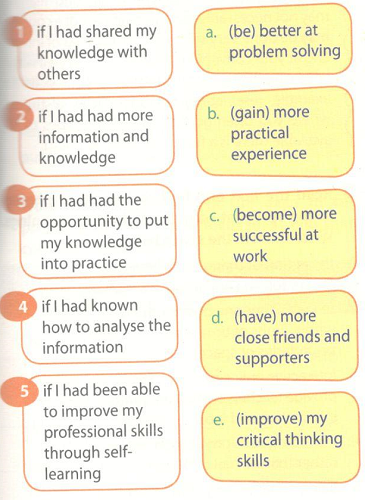 1 if I had shared my
knowledge with
others
a. (be) better at
problem solving
2 if I had had more
information and
knowledge
b. (gain) more
practical
experience
3 if I had had the
opportunity to put
my knowledge
into practice
c. (become) more
successful at
work
4 if I had known
how to analyse the
information
d. (have) more
close friends and
supporters
5 if I had been able
to improve my
professional skills
through self-
learning
e. (improve) my
critical thinking
skills